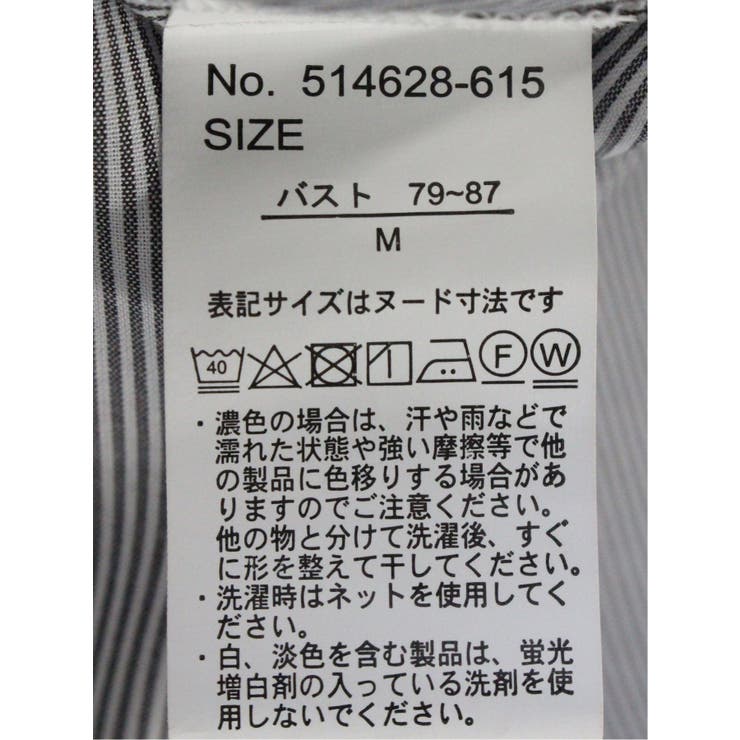 No. 514628-615
SIZE
バスト 79~87
M
表記サイズはヌード寸法です
40 F W
・濃色の場合は、汗や雨などで
濡れた状態や強い摩擦等で他
の製品に色移りする場合があ
りますのでご注意ください。
他の物と分けて洗濯後、すぐ
に形を整えて干してください。
・洗濯時はネットを使用してく
ださい。
・白、淡色を含む製品は、蛍光
増白剤の入っている洗剤を使
用しないでください。